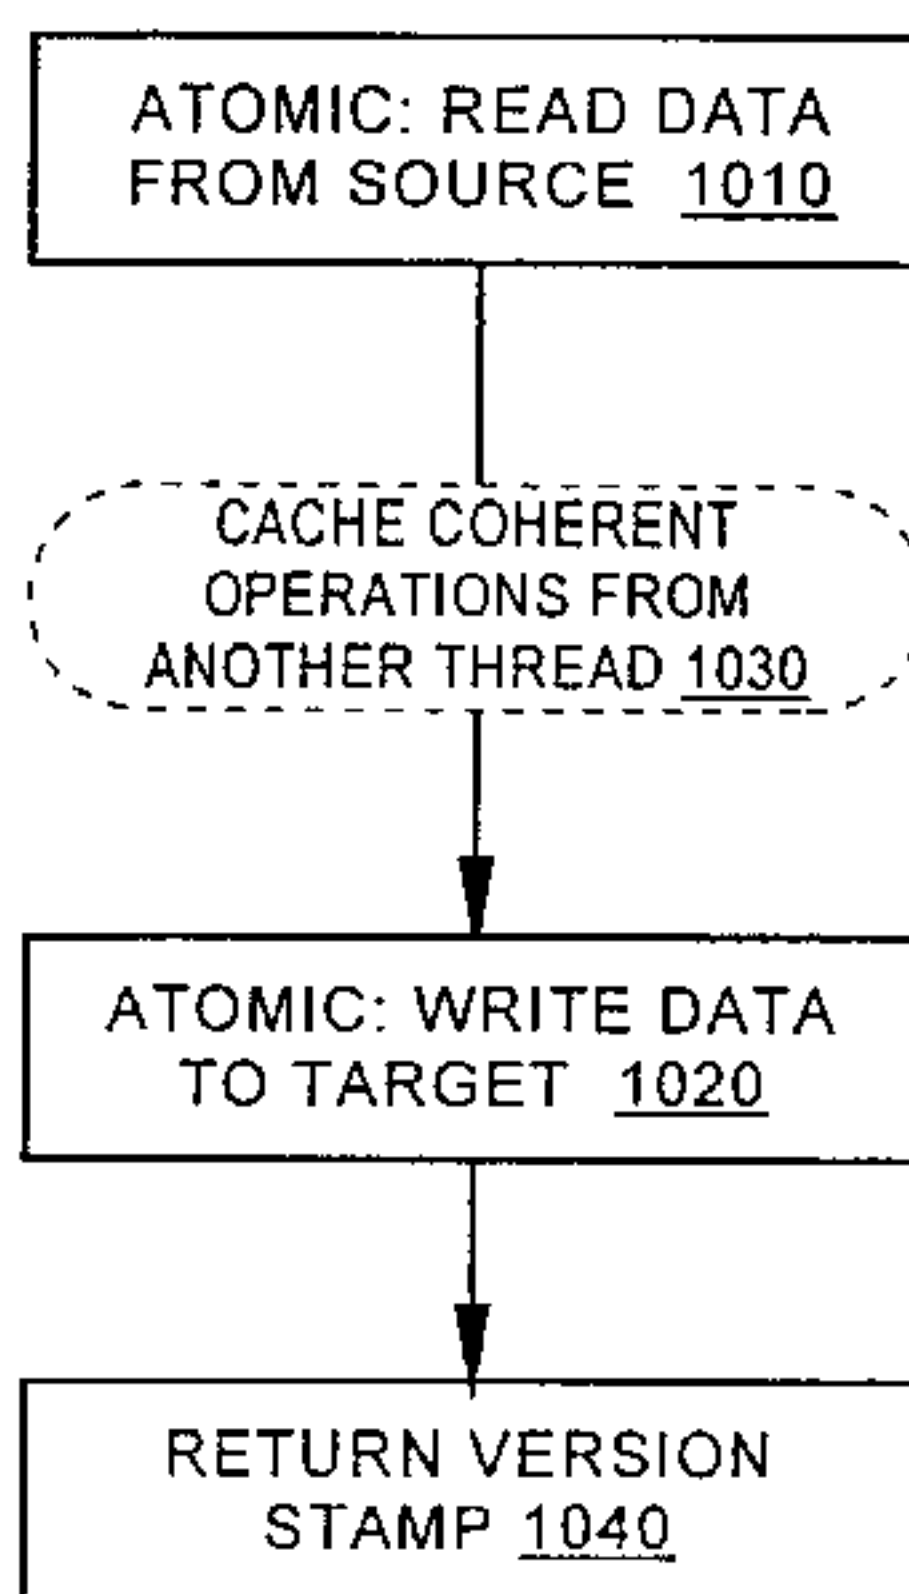 ATOMIC: READ DATA
FROM SOURCE 1010
CACHE COHERENT
OPERATIONS FROM
ANOTHER THREAD 1030
ATOMIC: WRITE DATA
TO TARGET 1020
RETURN VERSION
STAMP 1040